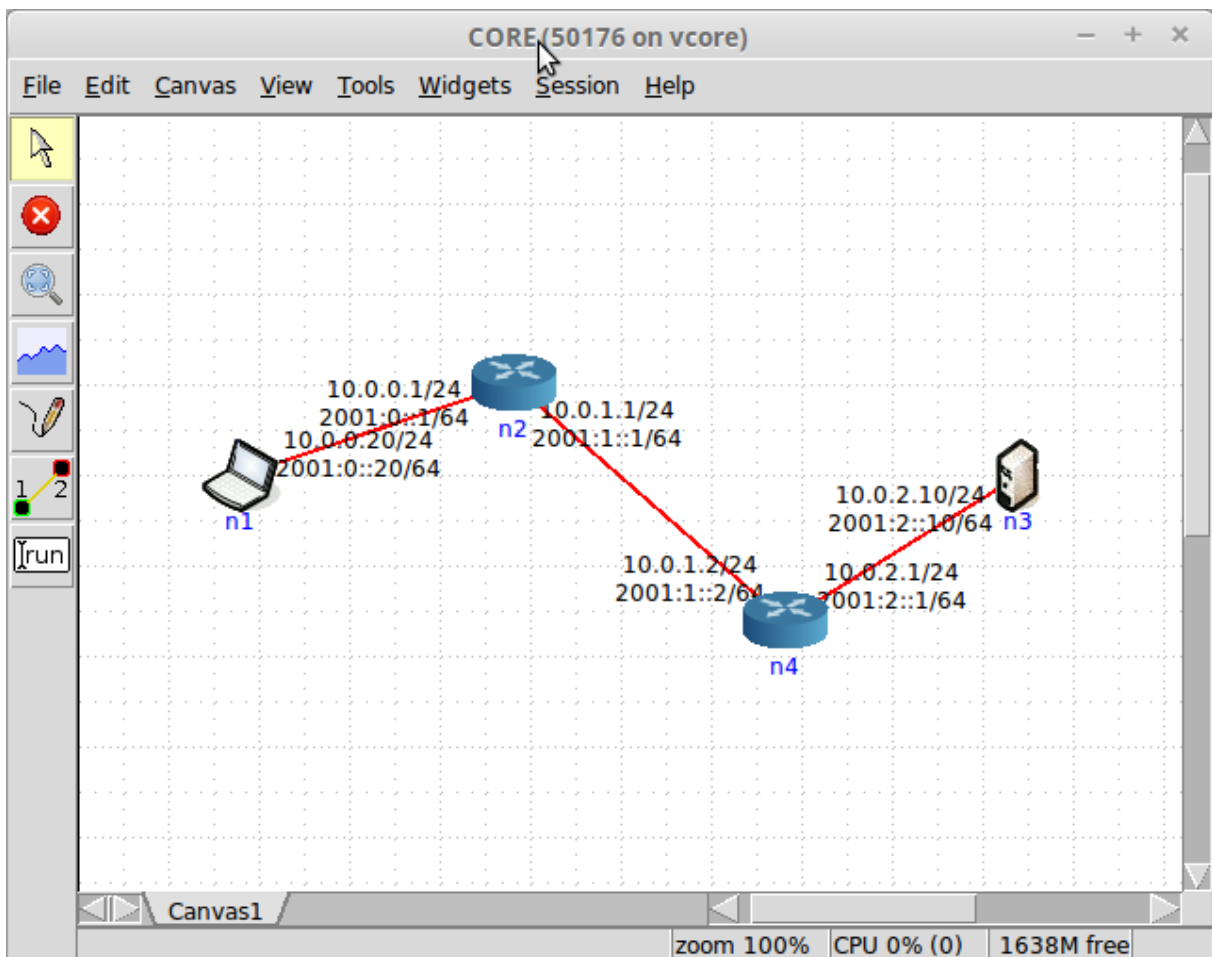 CORE (50176 on vcore)
File Edit Canvas View Tools Widgets Session Help
10.0.0.1/24
2001:0::1/64
n2
10.0.1.1/24
2001:1::1/64
10.0.0.20/24
2001:0::20/64
n1
10.0.2.10/24
2001:2::10/64
n3
10.0.1.2/24
2001:1::2/64
10.0.2.1/24
2001:2::1/64
n4
1 2
run
Canvas1
zoom 100% CPU 0% (0) 1638M free